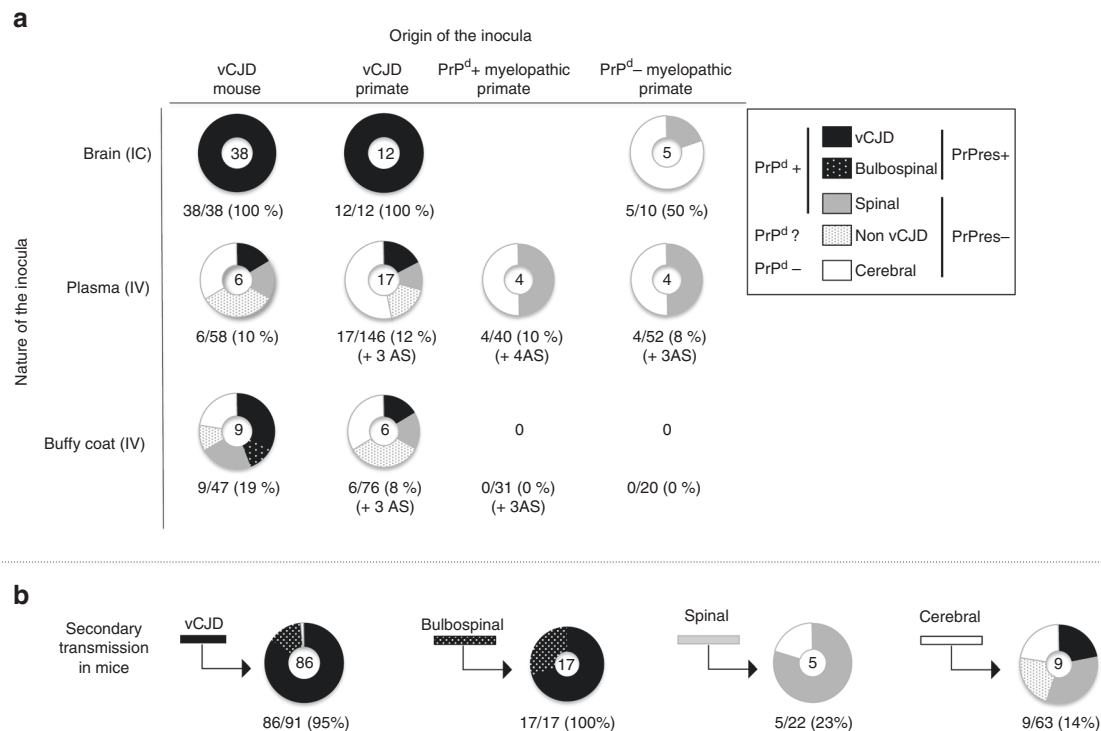 a
Origin of the inocula
vCJD mouse
vCJD primate
PrPd+ myelopathic primate
PrPd− myelopathic primate
Nature of the inocula
Brain (IC)
38
12
5
38/38 (100 %)
12/12 (100 %)
5/10 (50 %)
Plasma (IV)
6
17
4
4
6/58 (10 %)
17/146 (12 %)
(+ 3 AS)
4/40 (10 %)
(+ 4AS)
4/52 (8 %)
(+ 3AS)
Buffy coat (IV)
9
6
0
0
9/47 (19 %)
6/76 (8 %)
(+ 3 AS)
0/31 (0 %)
(+ 3AS)
0/20 (0 %)
PrPd +
vCJD
Bulbospinal
PrPres+
Spinal
PrPd ?
Non vCJD
PrPres−
PrPd −
Cerebral
b
Secondary
transmission
in mice
vCJD
86
86/91 (95%)
Bulbospinal
17
17/17 (100%)
Spinal
5
5/22 (23%)
Cerebral
9
9/63 (14%)